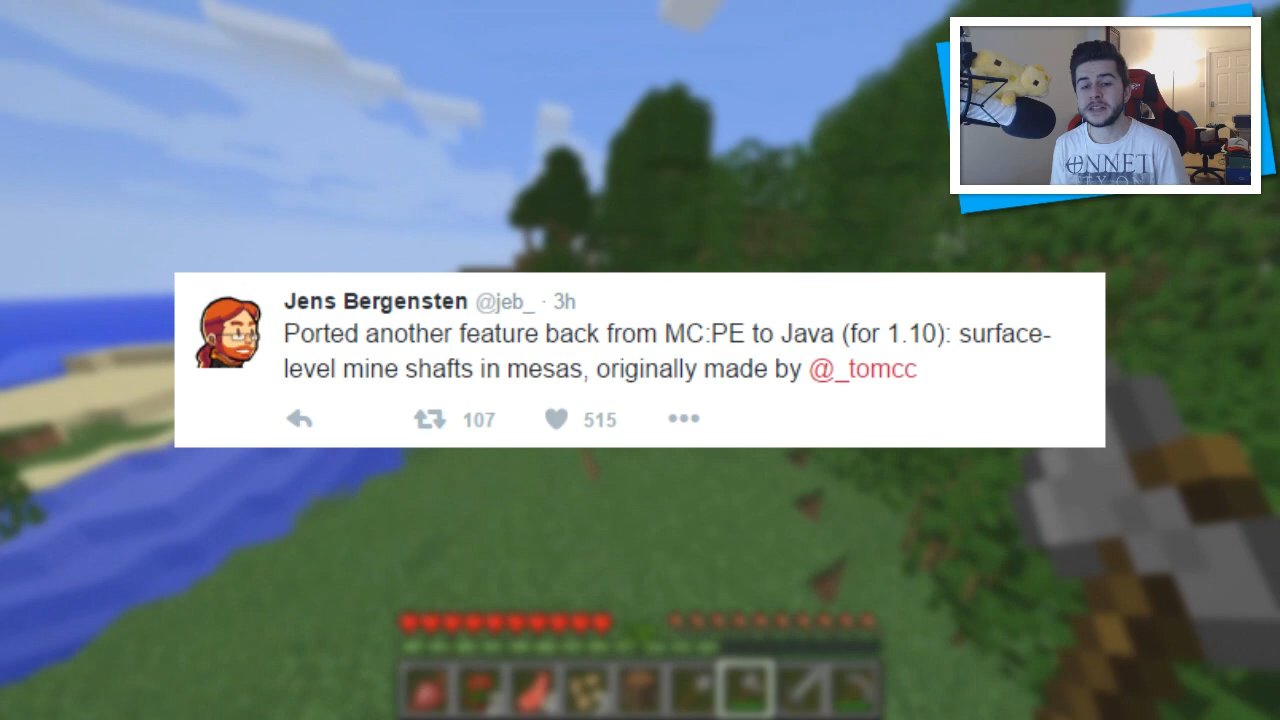 Jens Bergensten @jeb_ · 3h
Ported another feature back from MC:PE to Java (for 1.10): surface-
level mine shafts in mesas, originally made by @_tomcc
107 515